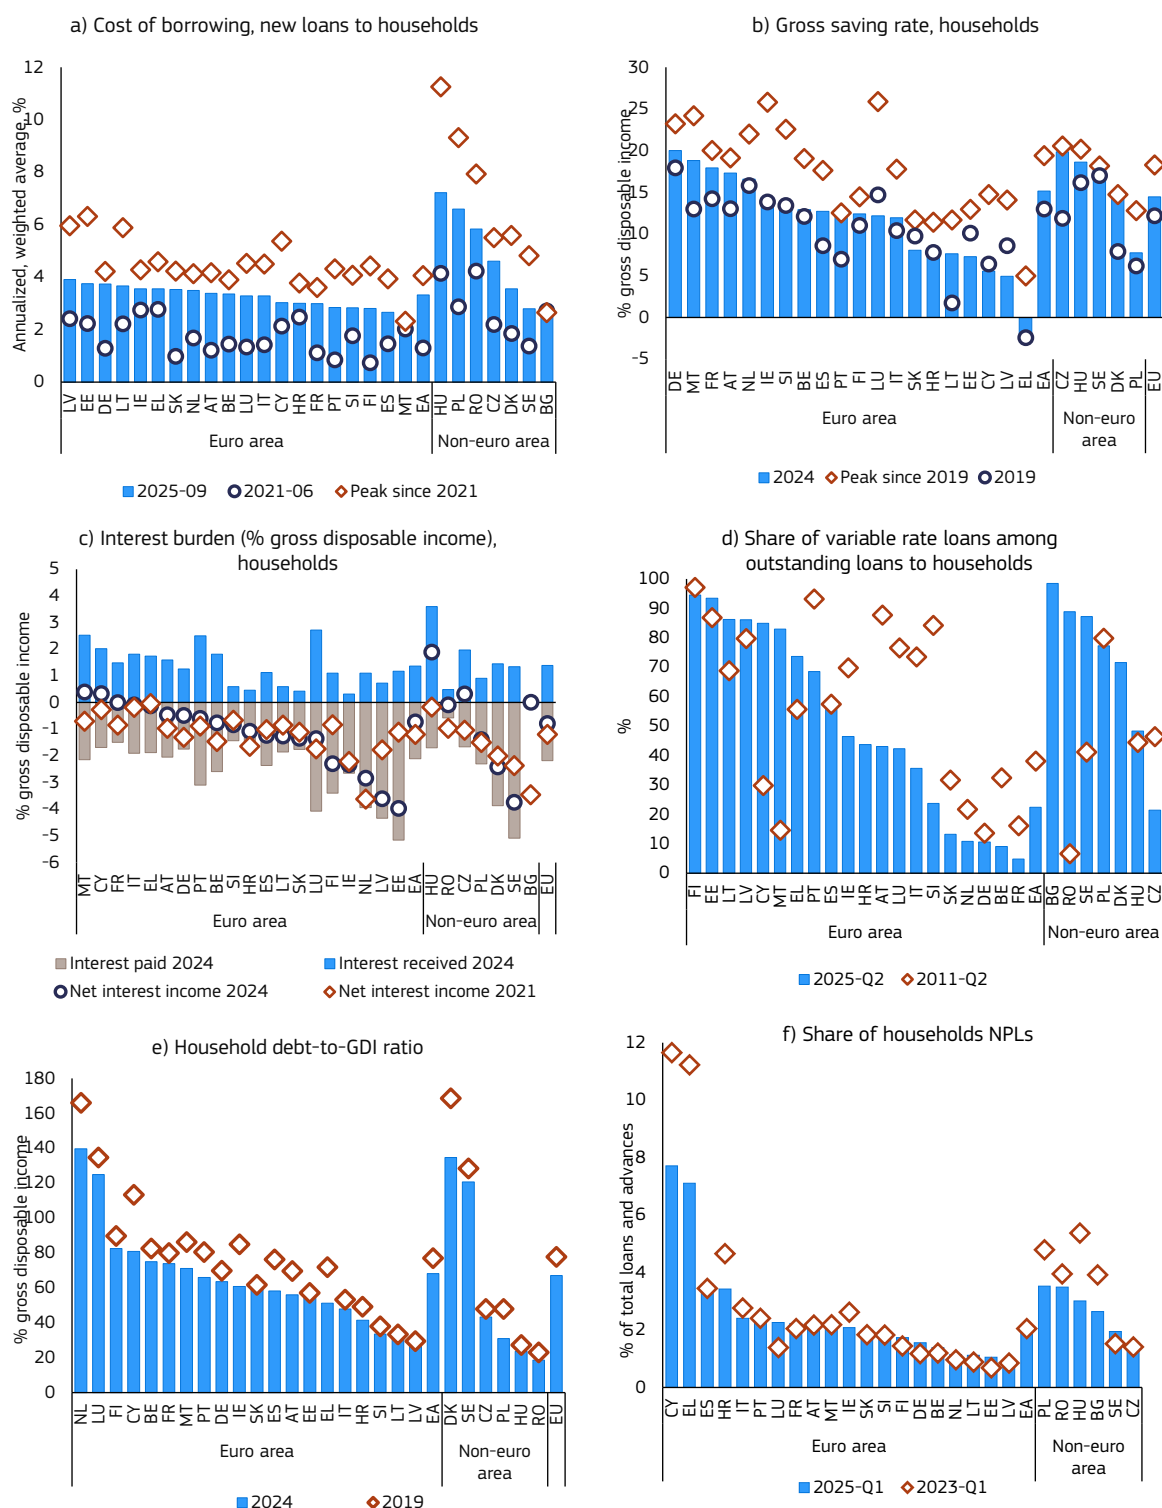 a) Cost of borrowing, new loans to households
Annualized, weighted average, %
12
10
8
6
4
2
0
LV EE DE LT IE EL SK NL AT BE LU IT CY HR FR PT SI FI ES MT EA HU PL RO CZ DK SE BG
Euro area Non-euro area
2025-09 2021-06 Peak since 2021
b) Gross saving rate, households
% gross disposable income
30
25
20
15
10
5
0
-5
DE MT FR AT NL IE SI BE ES PT FI LU IT SK HR LT EE CY LV EL EA CZ HU SE DK PL EU
Euro area Non-euro
area
2024 Peak since 2019 2019
c) Interest burden (% gross disposable income),
households
% gross disposable income
5
4
3
2
1
0
-1
-2
-3
-4
-5
-6
MT CY FR IT EL AT DE PT BE SI HR ES LT SK LU FI IE NL LV EE EA HU RO CZ PL DK SE BG EU
Euro area Non-euro area
Interest paid 2024 Interest received 2024
Net interest income 2024 Net interest income 2021
d) Share of variable rate loans among
outstanding loans to households
%
100
90
80
70
60
50
40
30
20
10
0
FI EE LT LV CY MT EL PT ES IE HR AT LU IT SI SK NL DE BE FR EA BG RO SE PL DK HU CZ
Euro area Non-euro area
2025-Q2 2011-Q2
e) Household debt-to-GDI ratio
% gross disposable income
180
160
140
120
100
80
60
40
20
0
NL LU FI CY BE FR MT PT DE IE SK ES AT EE EL IT HR SI LT LV EA DK SE CZ PL HU RO EU
Euro area Non-euro
area
2024 2019
f) Share of households NPLs
% of total loans and advances
12
10
8
6
4
2
0
CY EL ES HR IT PT LU FR AT MT IE SK SI FI DE BE NL LT EE LV EA PL RO HU BG SE CZ
Euro area Non-euro
area
2025-Q1 2023-Q1